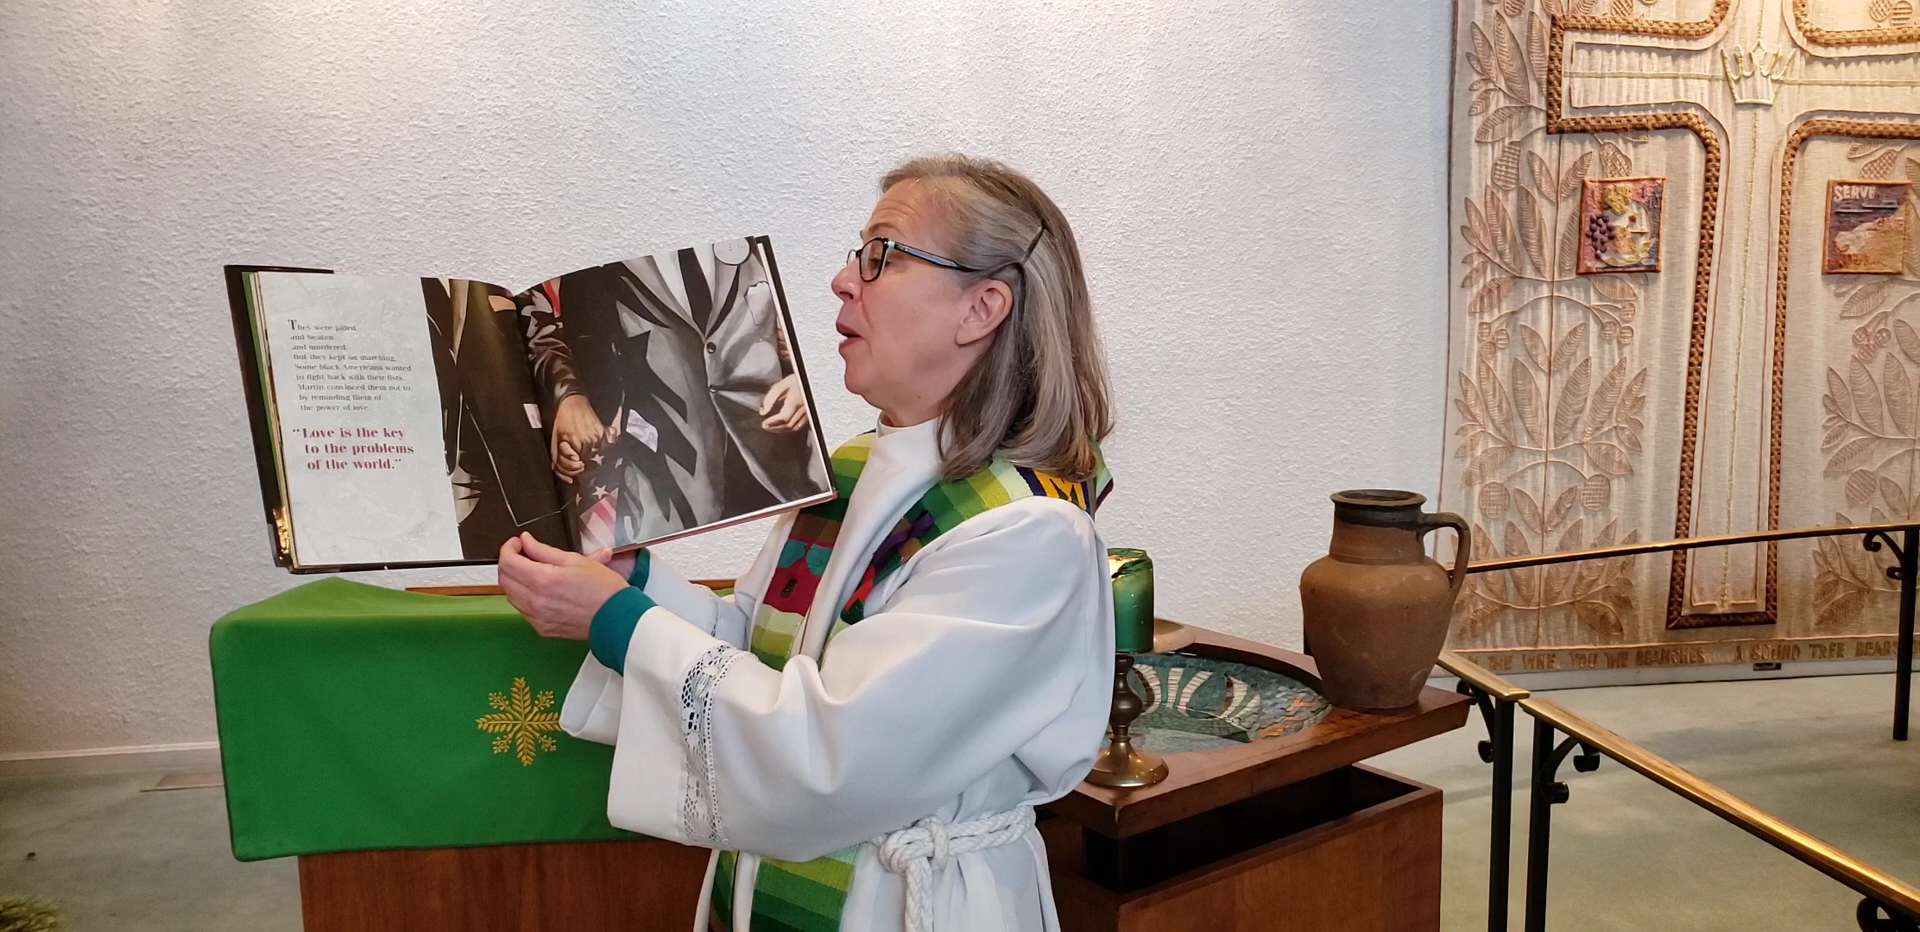 They were jailed,
and beaten
and murdered.
But they kept on marching.
Some black Americans wanted
to fight back with their fists.
Martin convinced them not to,
by reminding them of
the power of love.
"Love is the key
to the problems
of the world."
SERVE
THE VINE, YOU THE BRANCHES A SOUND TREE BEARS